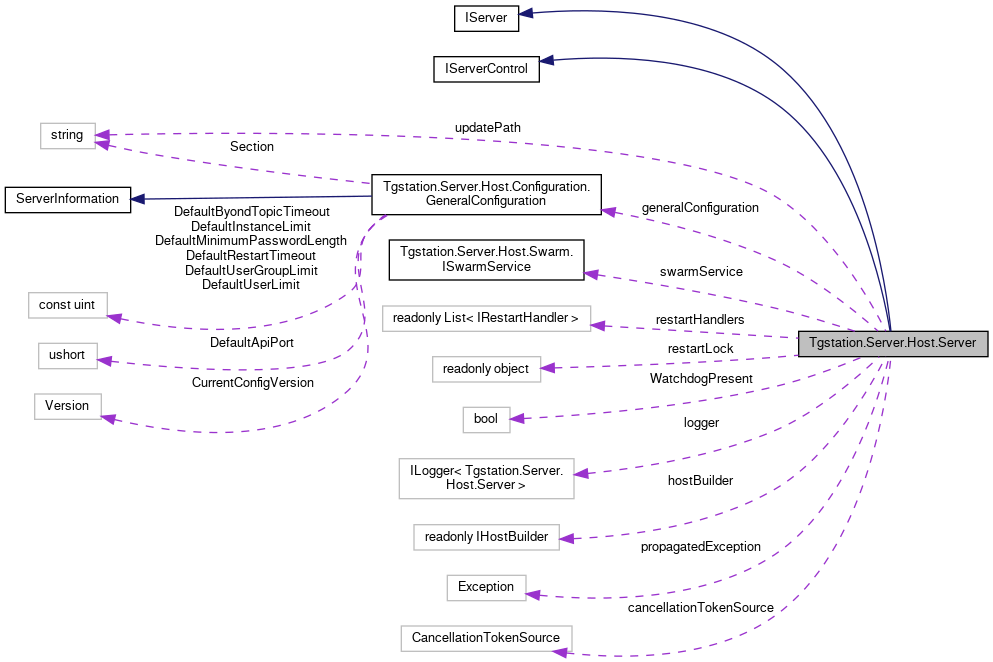 IServer
IServerControl
updatePath
string
Section
Tgstation.Server.Host.Configuration.
GeneralConfiguration
ServerInformation
generalConfiguration
DefaultByondTopicTimeout
DefaultInstanceLimit
DefaultMinimumPasswordLength
DefaultRestartTimeout
DefaultUserGroupLimit
DefaultUserLimit
Tgstation.Server.Host.Swarm.
ISwarmService
swarmService
const uint
readonly List< IRestartHandler >
restartHandlers
DefaultApiPort
Tgstation.Server.Host.Server
ushort
restartLock
readonly object
CurrentConfigVersion
WatchdogPresent
Version
bool
logger
ILogger< Tgstation.Server.
Host.Server >
hostBuilder
readonly IHostBuilder
propagatedException
Exception
cancellationTokenSource
CancellationTokenSource